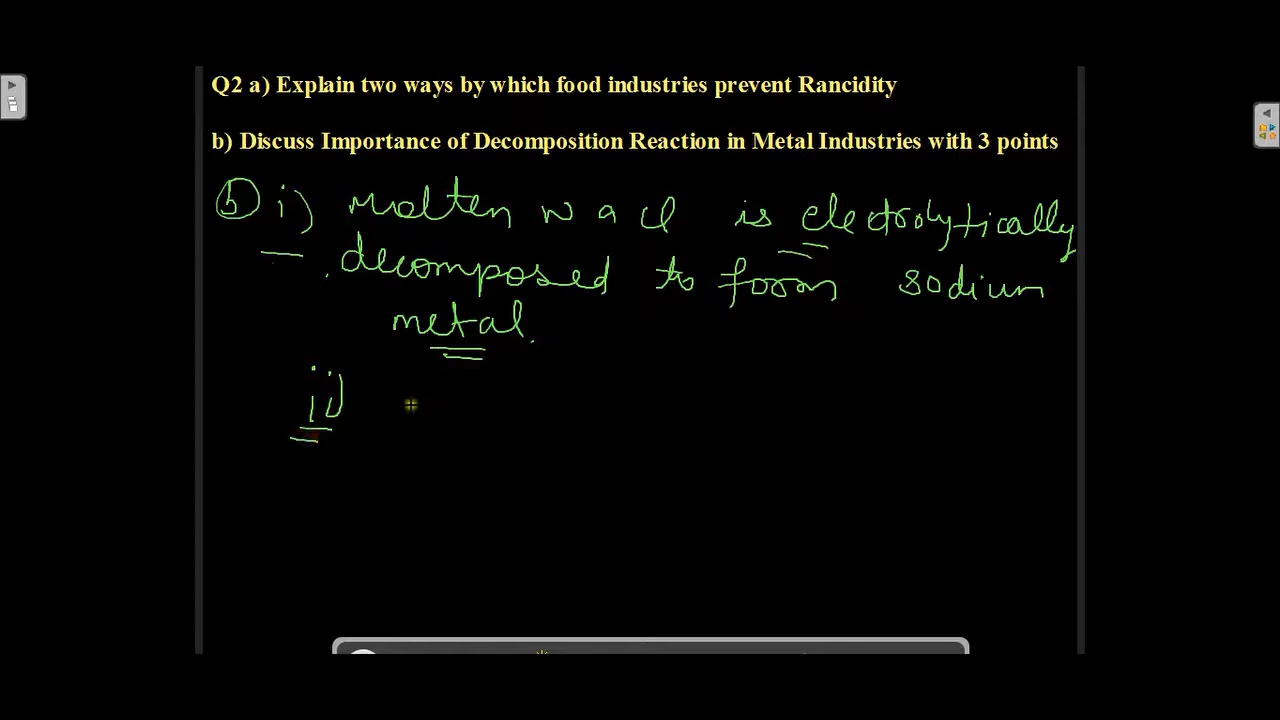 Q2 a) Explain two ways by which food industries prevent Rancidity
b) Discuss Importance of Decomposition Reaction in Metal Industries with 3 points
b) i) Molten NaCl is electrolytically
decomposed to form sodium
metal.
ii)